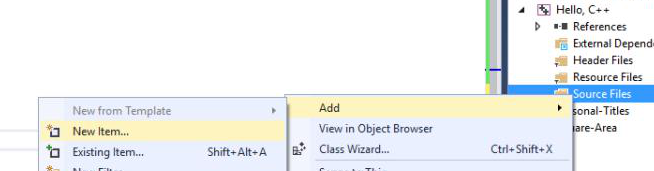 Hello, C++
References
External Depend
Header Files
Resource Files
Source Files
sonal-Titles
are-Area
New from Template
New Item...
Existing Item... Shift+Alt+A
Add
View in Object Browser
Class Wizard... Ctrl+Shift+X